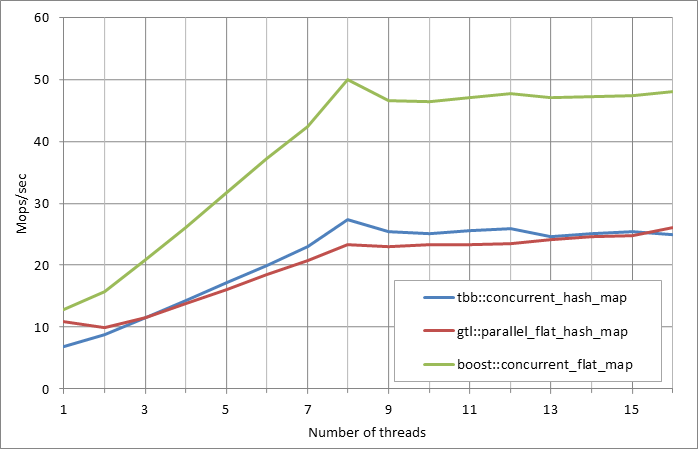 60
50
40
30
20
10
0
Mops/sec
tbb::concurrent_hash_map
gtl::parallel_flat_hash_map
boost::concurrent_flat_map
1 3 5 7 9 11 13 15
Number of threads